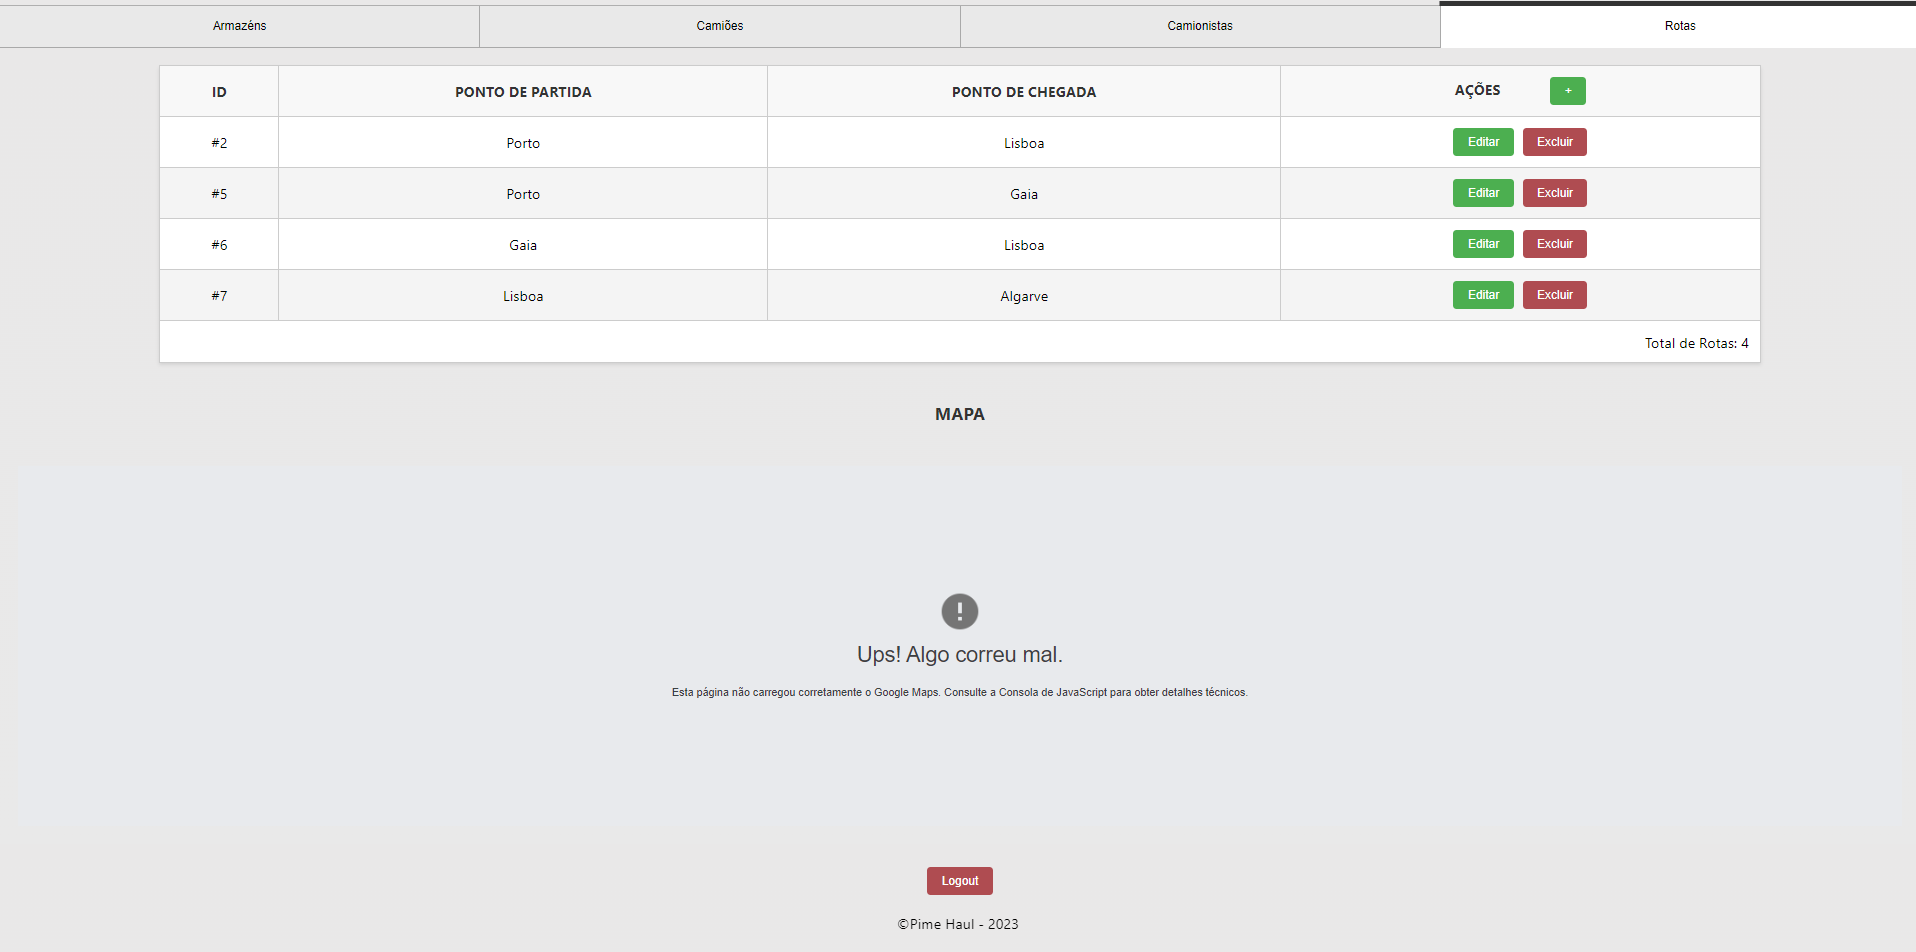 Armazéns Camiões Camionistas Rotas
ID PONTO DE PARTIDA PONTO DE CHEGADA AÇÕES +
#2 Porto Lisboa Editar Excluir
#5 Porto Gaia Editar Excluir
#6 Gaia Lisboa Editar Excluir
#7 Lisboa Algarve Editar Excluir
Total de Rotas: 4
MAPA
Ups! Algo correu mal.
Esta página não carregou corretamente o Google Maps. Consulte a Consola de JavaScript para obter detalhes técnicos.
Logout
©Pime Haul - 2023